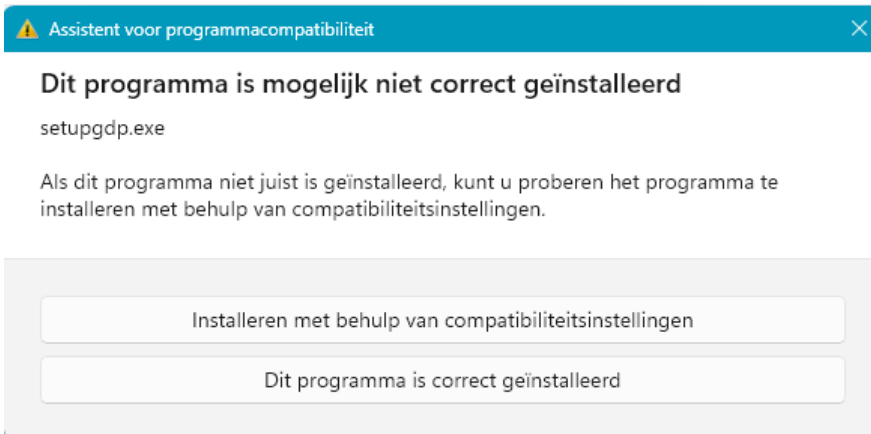 Assistent voor programmacompatibiliteit
Dit programma is mogelijk niet correct geïnstalleerd
setupgdp.exe
Als dit programma niet juist is geïnstalleerd, kunt u proberen het programma te
installeren met behulp van compatibiliteitsinstellingen.
Installeren met behulp van compatibiliteitsinstellingen
Dit programma is correct geïnstalleerd